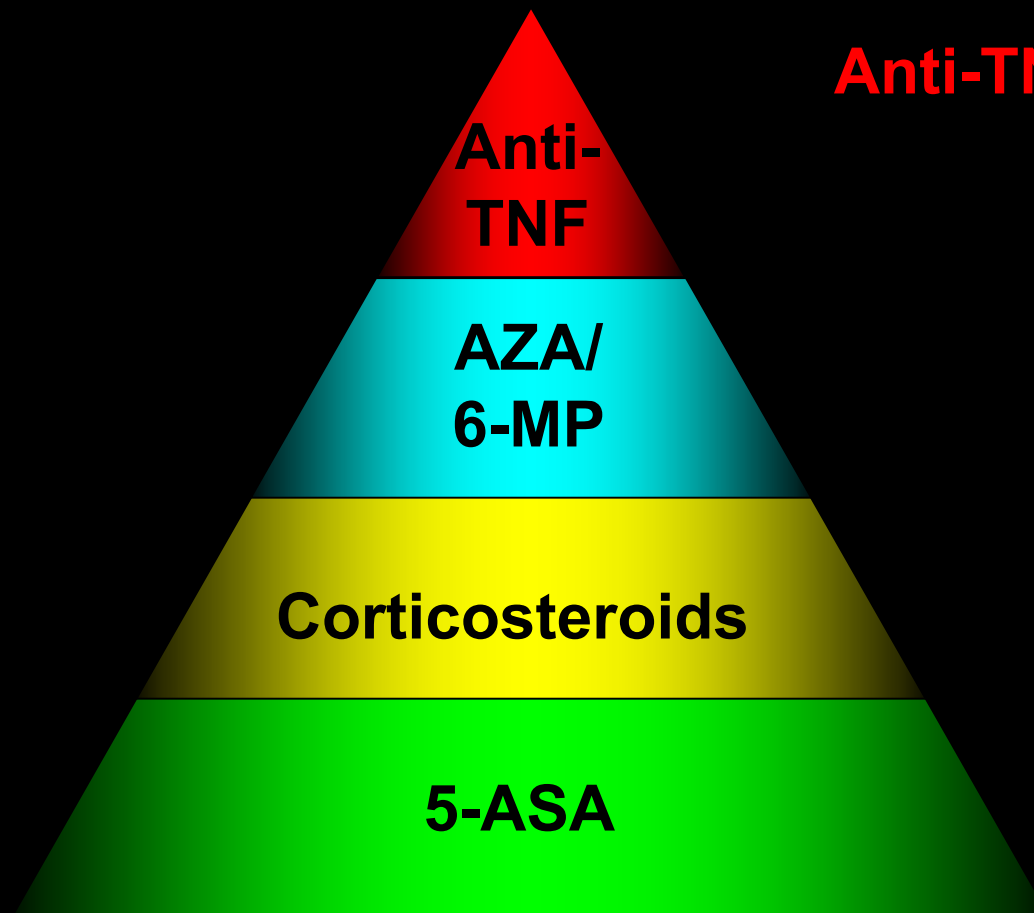 Anti-
TNF
AZA/
6-MP
Corticosteroids
5-ASA